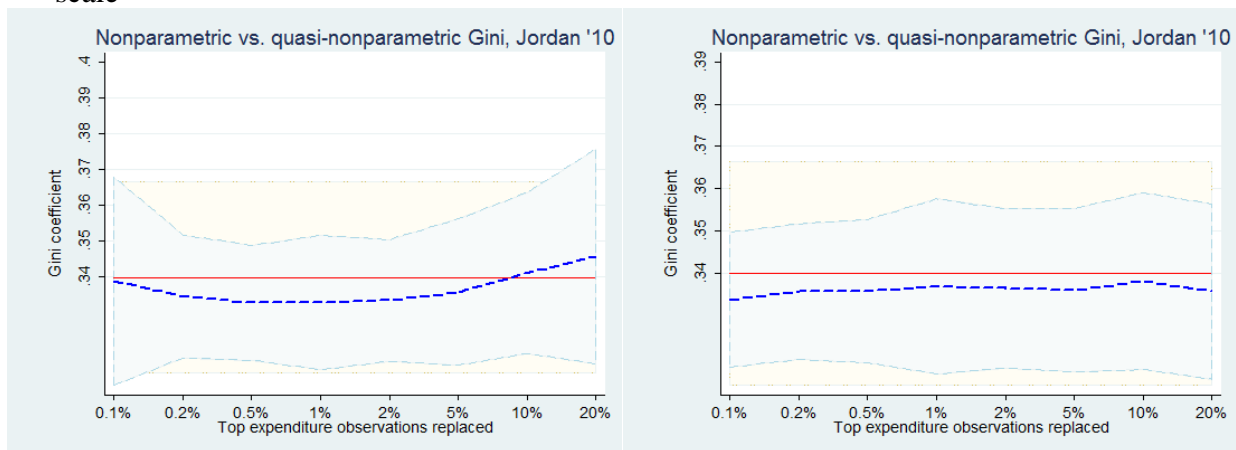 scale
Nonparametric vs. quasi-nonparametric Gini, Jordan '10
.4
.39
.38
.37
.36
.35
.34
Gini coefficient
0.1% 0.2% 0.5% 1% 2% 5% 10% 20%
Top expenditure observations replaced
Nonparametric vs. quasi-nonparametric Gini, Jordan '10
.39
.38
.37
.36
.35
.34
Gini coefficient
0.1% 0.2% 0.5% 1% 2% 5% 10% 20%
Top expenditure observations replaced